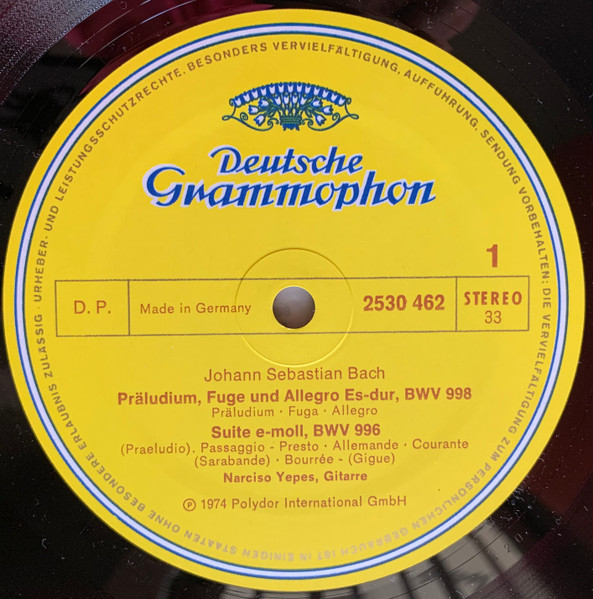 URHEBER- UND LEISTUNGSSCHUTZRECHTE, BESONDERS VERVIELFÄLTIGUNG, AUFFÜHRUNG, SENDUNG VORBEHALTEN; DIE VERVIELFÄLTIGUNG ZUM PERSÖNLICHEN GEBRAUCH IST IN EINIGEN STAATEN OHNE BESONDERE ERLAUBNIS ZULÄSSIG ·
Deutsche
Grammophon
1
D. P. Made in Germany 2530 462 STEREO
33
Johann Sebastian Bach
Präludium, Fuge und Allegro Es-dur, BWV 998
Präludium · Fuga · Allegro
Suite e-moll, BWV 996
(Praeludio). Passaggio - Presto · Allemande · Courante
(Sarabande) · Bourrée - (Gigue)
Narciso Yepes, Gitarre
℗ 1974 Polydor International GmbH